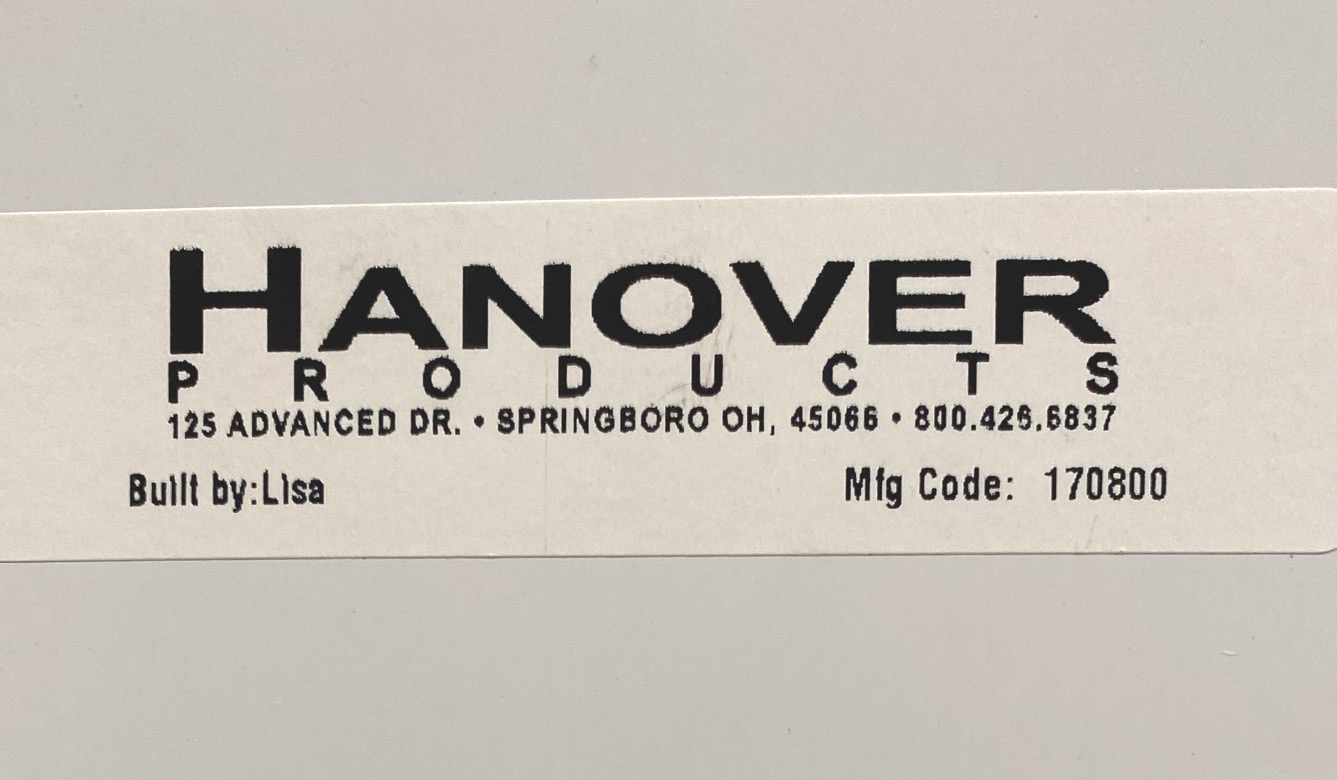 HANOVER
PRODUCTS
125 ADVANCED DR. • SPRINGBORO OH, 45066 • 800.426.6837
Built by:Lisa
Mfg Code: 170800